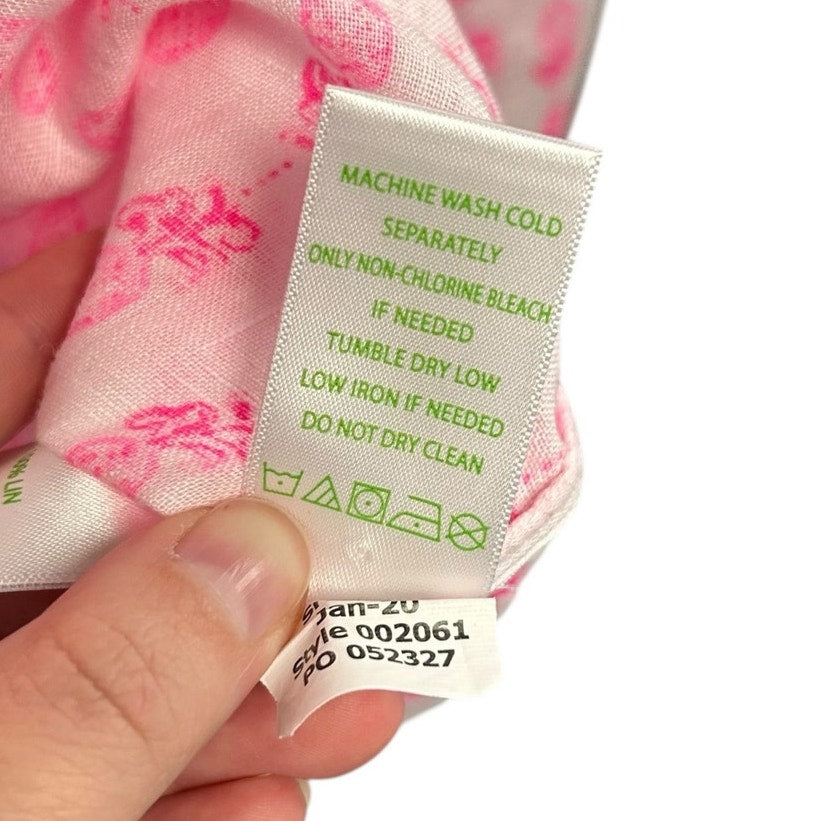 MACHINE WASH COLD
SEPARATELY
ONLY NON-CHLORINE BLEACH
IF NEEDED
TUMBLE DRY LOW
LOW IRON IF NEEDED
DO NOT DRY CLEAN
% LIN
Jan-20
Style 002061
PO 052327